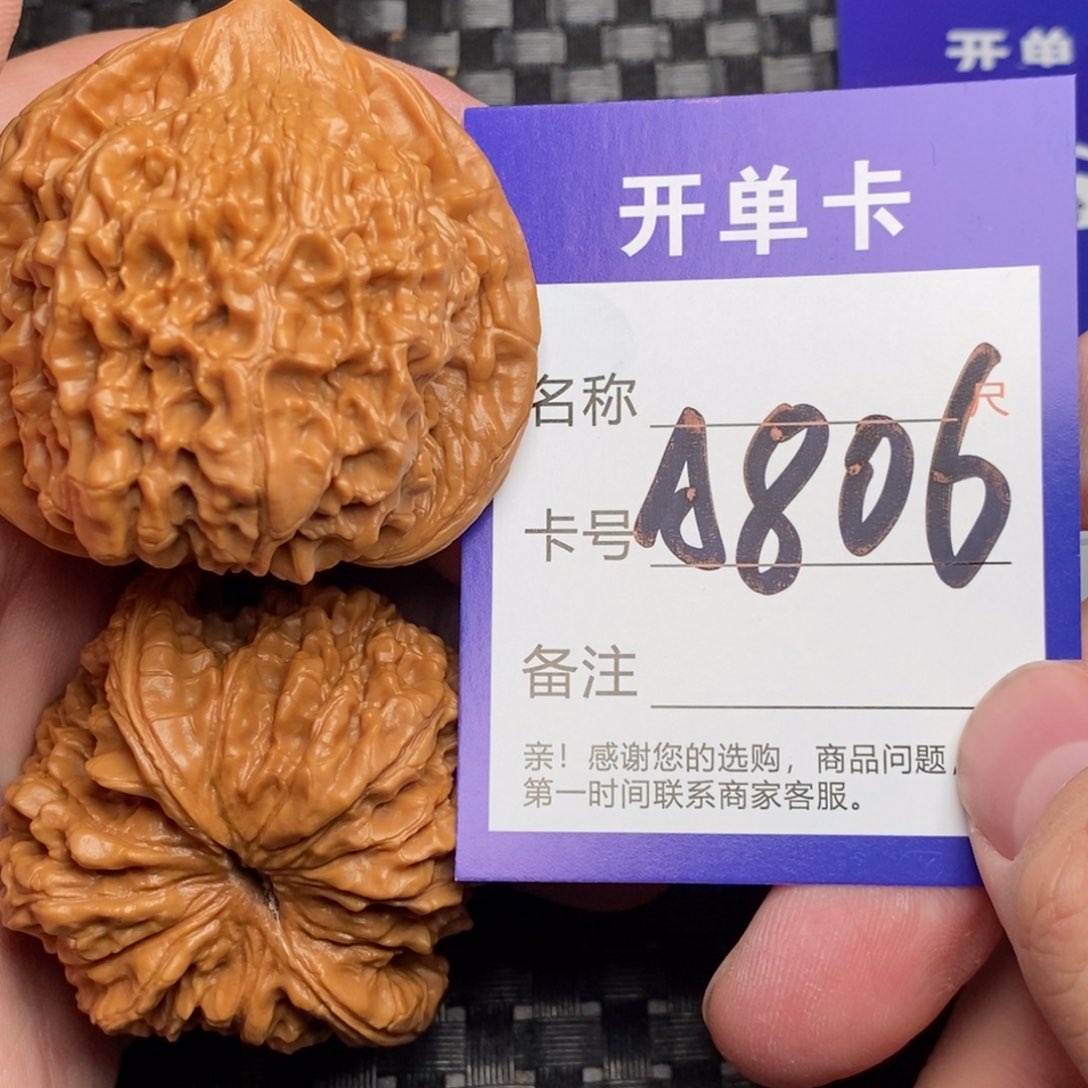 开单
开单卡
名称 尺
卡号 A806
备注
亲！感谢您的选购，商品问题，
第一时间联系商家客服。